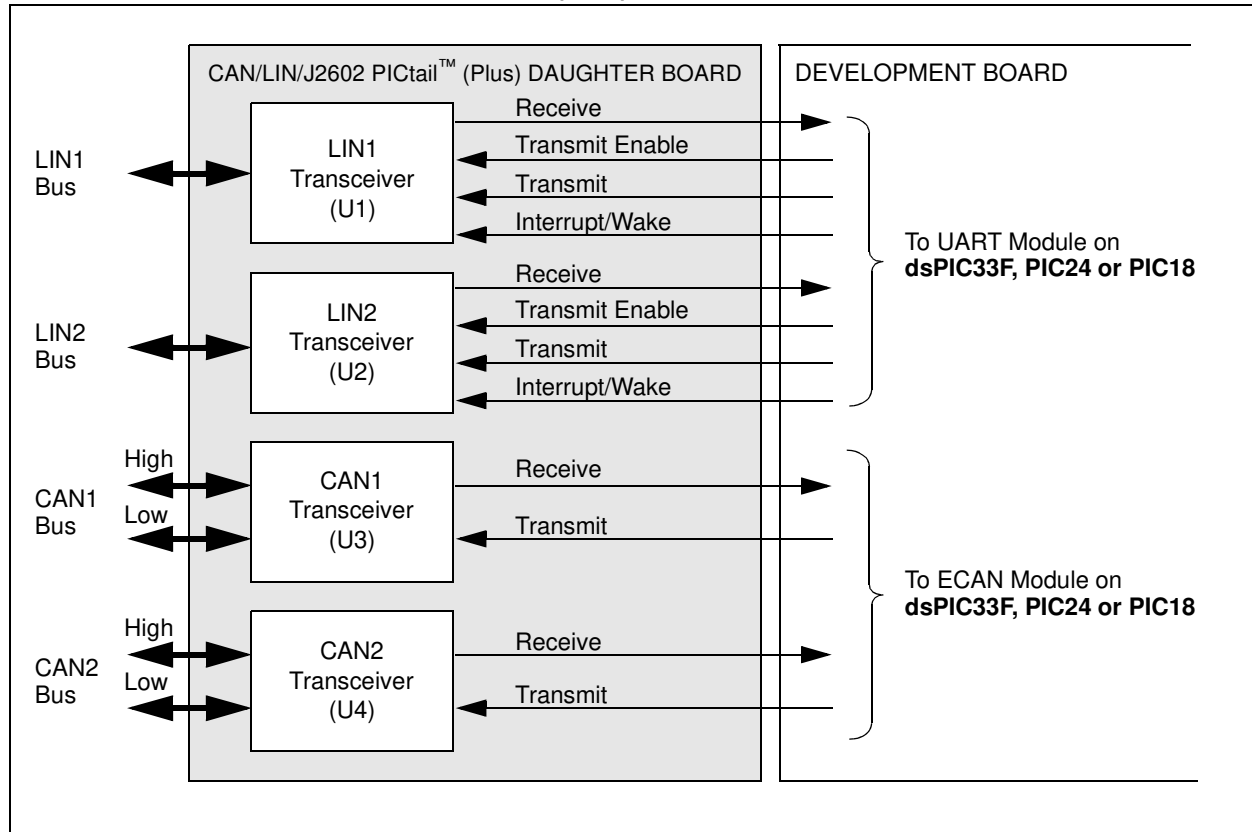 CAN/LIN/J2602 PICtail™ (Plus) DAUGHTER BOARD
DEVELOPMENT BOARD
LIN1
Bus
LIN1
Transceiver
(U1)
Receive
Transmit Enable
Transmit
Interrupt/Wake
LIN2
Bus
LIN2
Transceiver
(U2)
Receive
Transmit Enable
Transmit
Interrupt/Wake
To UART Module on
dsPIC33F, PIC24 or PIC18
CAN1
Bus
High
Low
CAN1
Transceiver
(U3)
Receive
Transmit
CAN2
Bus
High
Low
CAN2
Transceiver
(U4)
Receive
Transmit
To ECAN Module on
dsPIC33F, PIC24 or PIC18